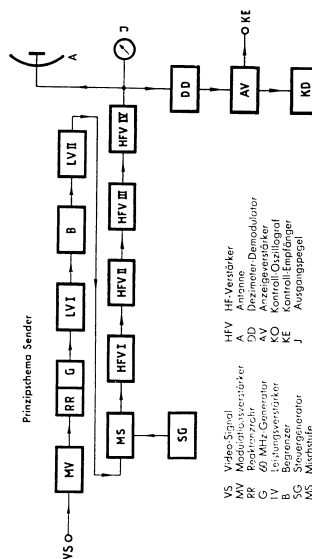 Prinzipschema Sender
A
J
VS
MV
RR
G
LV I
B
LV II
MS
SG
HFV I
HFV II
HFV III
HFV IV
DD
AV
KE
KO
VS Video-Signal
MV Modulationsverstärker
RR Reaktanzrohr
G 60 MHz-Generator
LV Leistungsverstärker
B Begrenzer
SG Steuergenerator
MS Mischstufe
HFV HF-Verstärker
A Antenne
DD Dezimeter-Demodulator
AV Anzeigeverstärker
KO Kontroll-Oszillograf
KE Kontroll-Empfänger
J Ausgangspegel